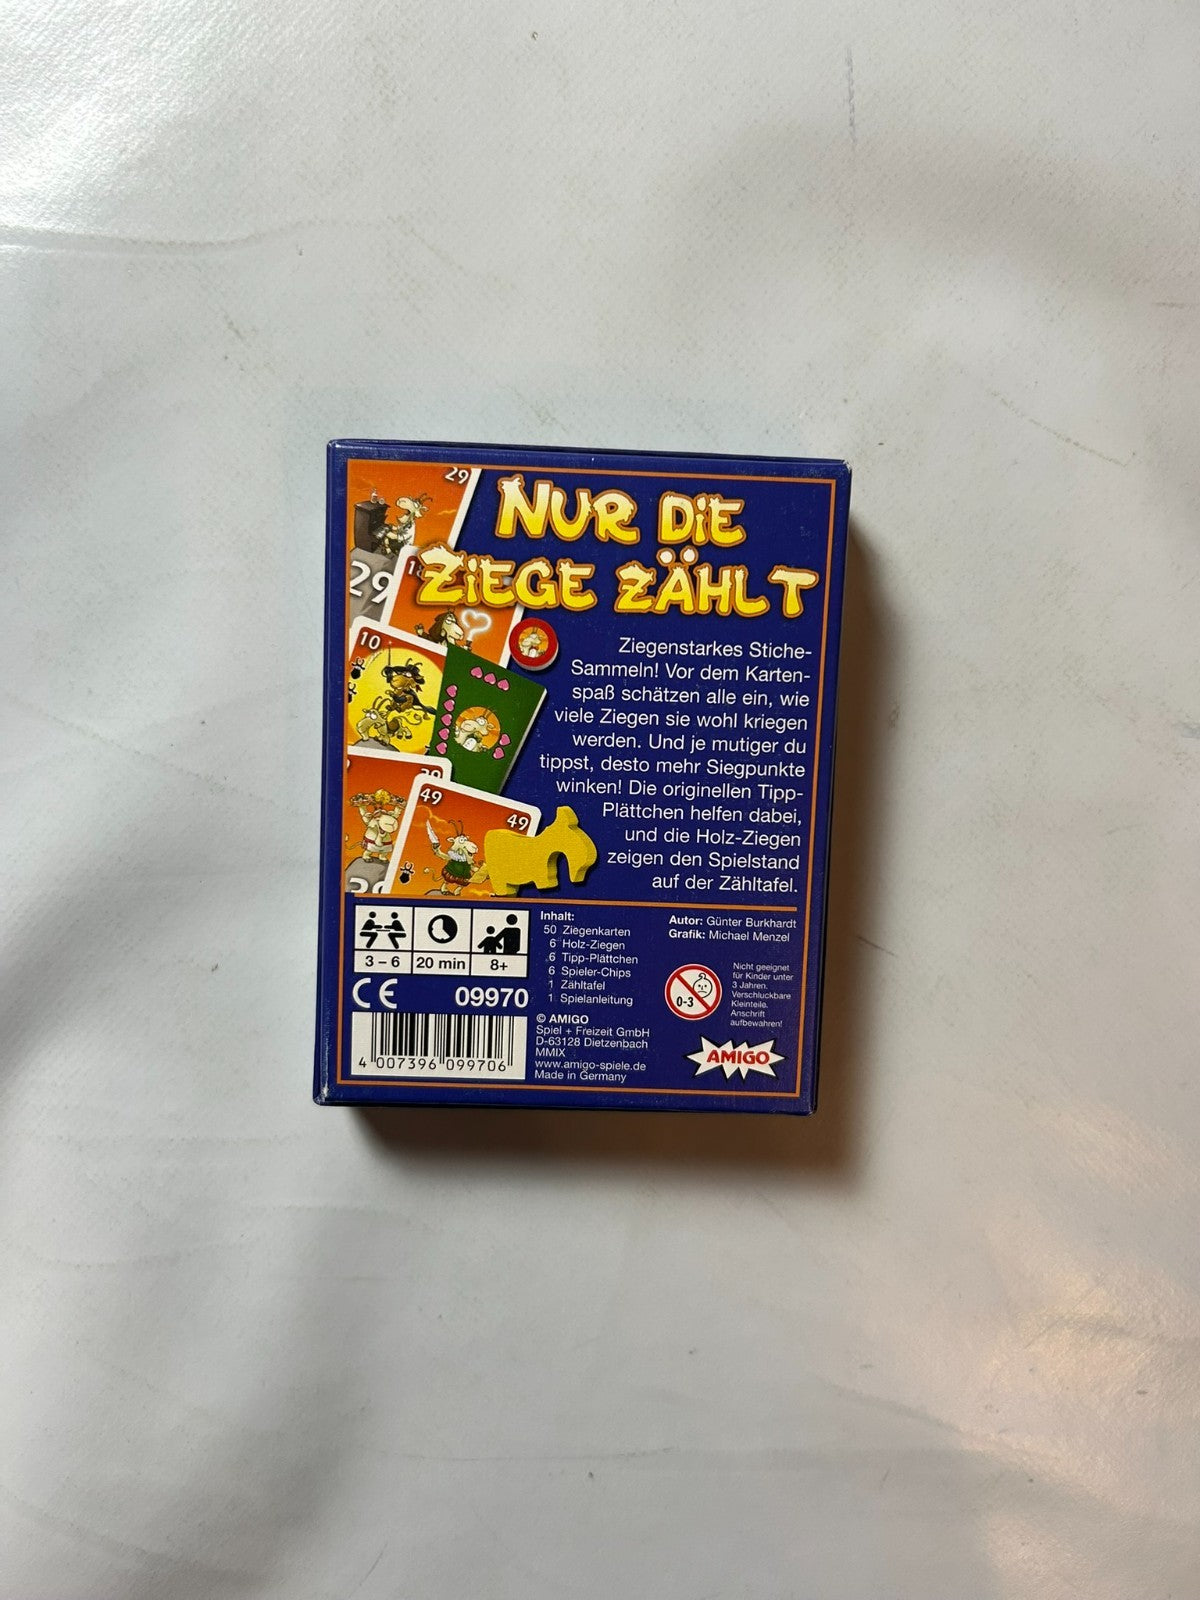 NUR DIE
ZIEGE ZÄHLT
29
29
10
49
49
Ziegenstarkes Stiche-
Sammeln! Vor dem Karten-
spaß schätzen alle ein, wie
viele Ziegen sie wohl kriegen
werden. Und je mutiger du
tippst, desto mehr Siegpunkte
winken! Die originellen Tipp-
Plättchen helfen dabei,
und die Holz-Ziegen
zeigen den Spielstand
auf der Zähltafel.
3 – 6
20 min
8+
CE
09970
4 007396 099706
Inhalt:
50 Ziegenkarten
6 Holz-Ziegen
6 Tipp-Plättchen
6 Spieler-Chips
1 Zähltafel
1 Spielanleitung
© AMIGO
Spiel + Freizeit GmbH
D-63128 Dietzenbach
MMIX
www.amigo-spiele.de
Made in Germany
Autor: Günter Burkhardt
Grafik: Michael Menzel
0-3
Nicht geeignet
für Kinder unter
3 Jahren.
Verschluckbare
Kleinteile.
Anschrift
aufbewahren!
AMIGO